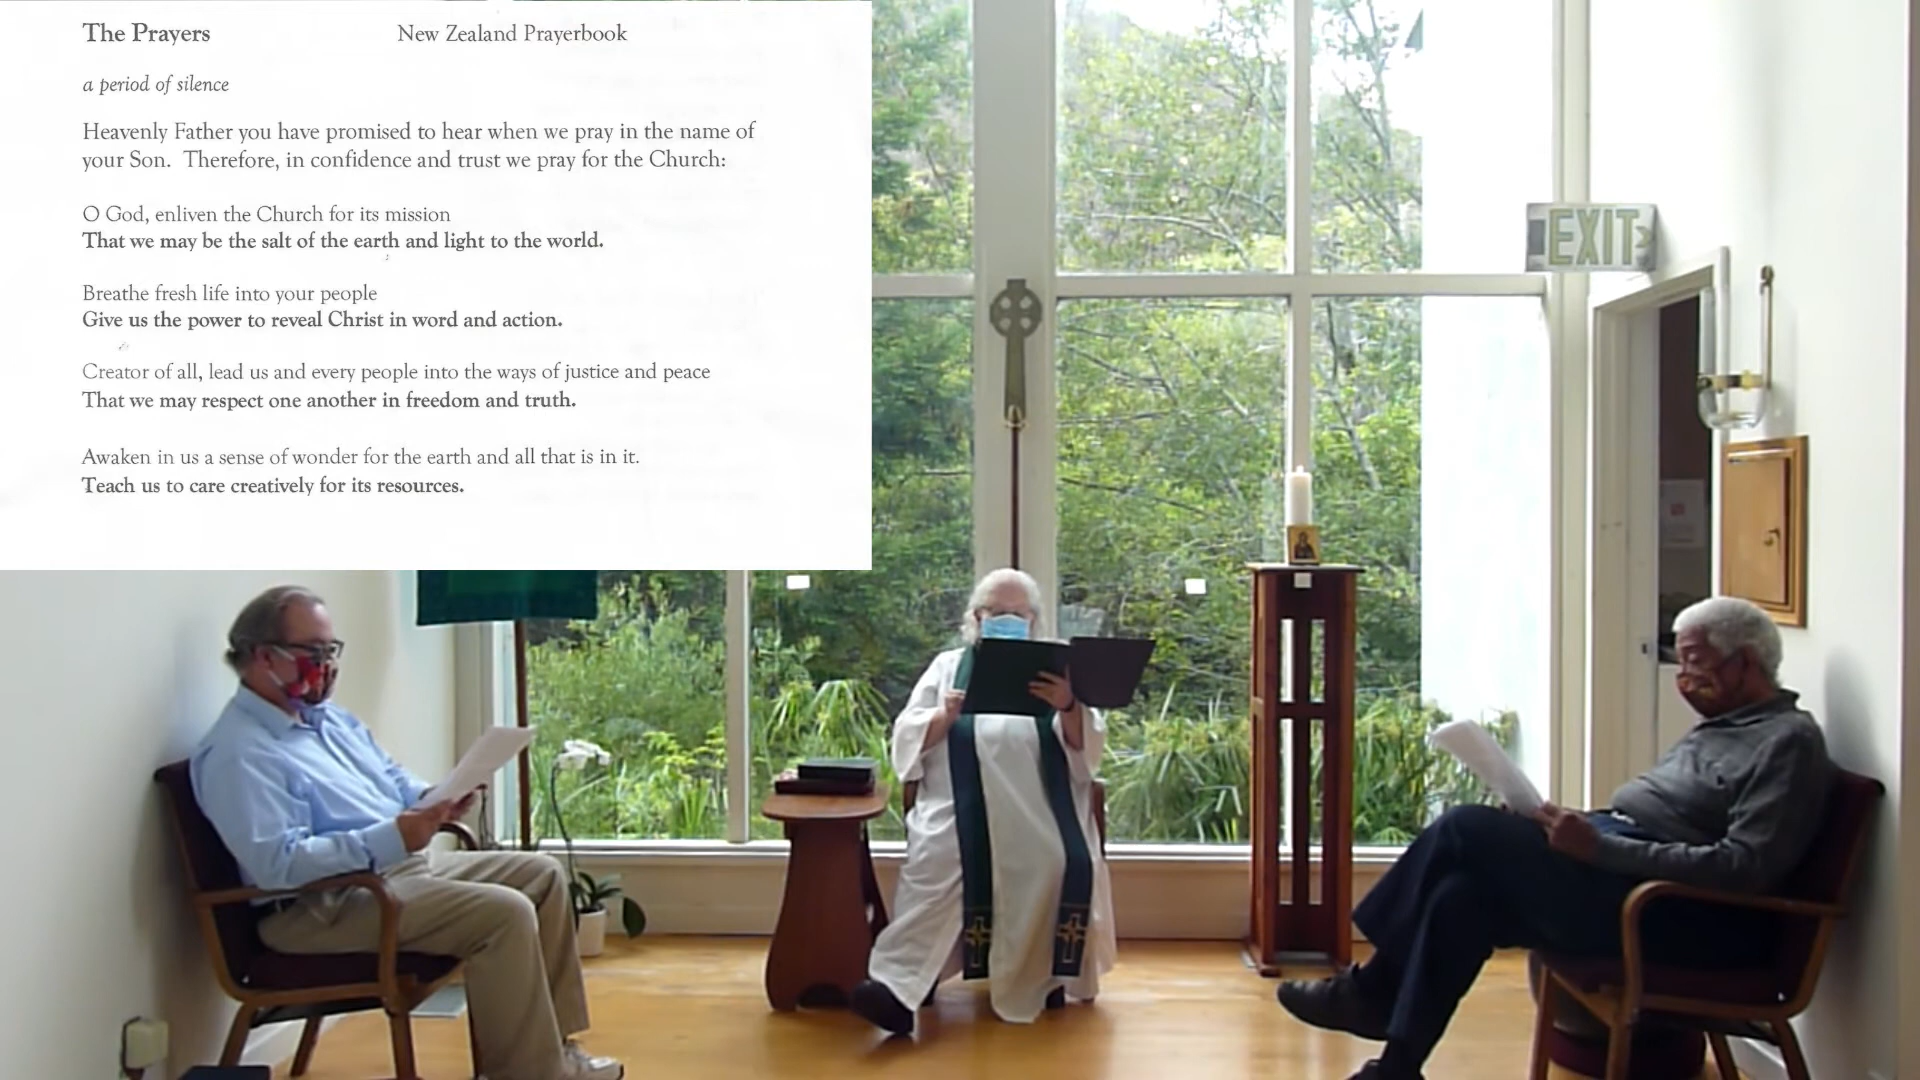 The Prayers New Zealand Prayerbook
a period of silence
Heavenly Father you have promised to hear when we pray in the name of
your Son. Therefore, in confidence and trust we pray for the Church:
O God, enliven the Church for its mission
That we may be the salt of the earth and light to the world.
Breathe fresh life into your people
Give us the power to reveal Christ in word and action.
Creator of all, lead us and every people into the ways of justice and peace
That we may respect one another in freedom and truth.
Awaken in us a sense of wonder for the earth and all that is in it.
Teach us to care creatively for its resources.
EXIT